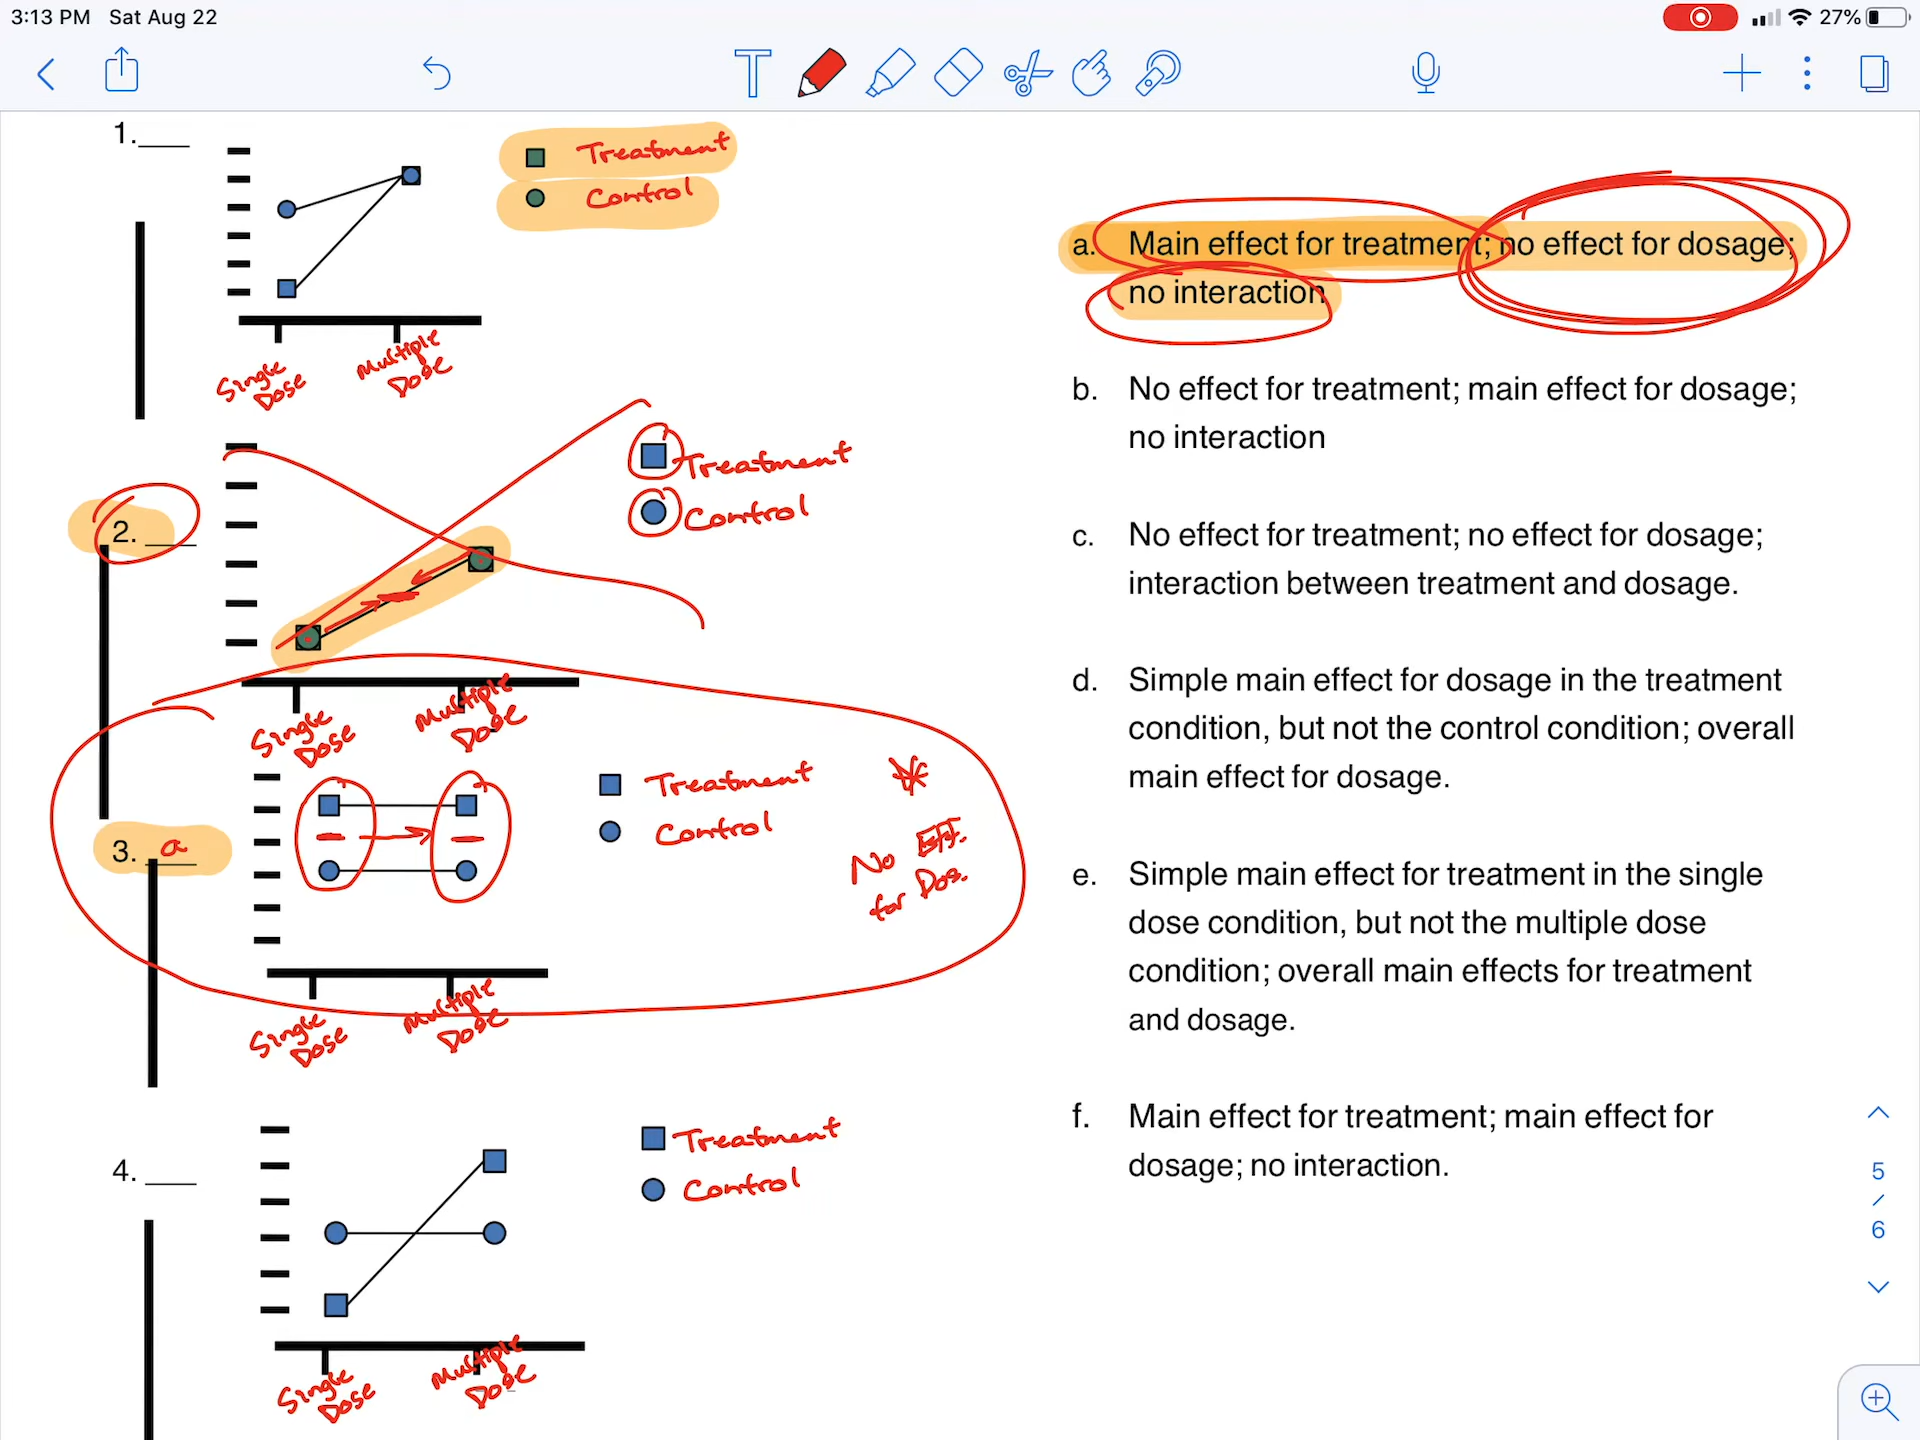 3:13 PM Sat Aug 22
27%
1.___
Treatment
Control
Single Dose
Multiple Dose
2. ___
Treatment
Control
Single Dose
Multiple Dose
3. a
Treatment
Control
No Eff.
for Dos.
Single Dose
Multiple Dose
4. ___
Treatment
Control
Single Dose
Multiple Dose
a. Main effect for treatment; no effect for dosage;
no interaction
b. No effect for treatment; main effect for dosage;
no interaction
c. No effect for treatment; no effect for dosage;
interaction between treatment and dosage.
d. Simple main effect for dosage in the treatment
condition, but not the control condition; overall
main effect for dosage.
e. Simple main effect for treatment in the single
dose condition, but not the multiple dose
condition; overall main effects for treatment
and dosage.
f. Main effect for treatment; main effect for
dosage; no interaction.
5
/
6